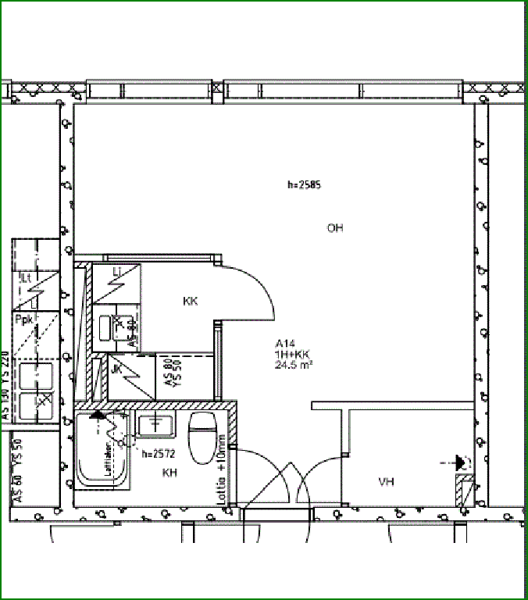 h=2585
OH
Lt
Li
KK
Ppk
AS 80
A14
1H+KK
24.5 m²
AS 130 YS 220
JK
AS 80
YS 50
h=2572
KH
Lattiakaivo
Lattia +10mm
AS 60 YS 50
VH